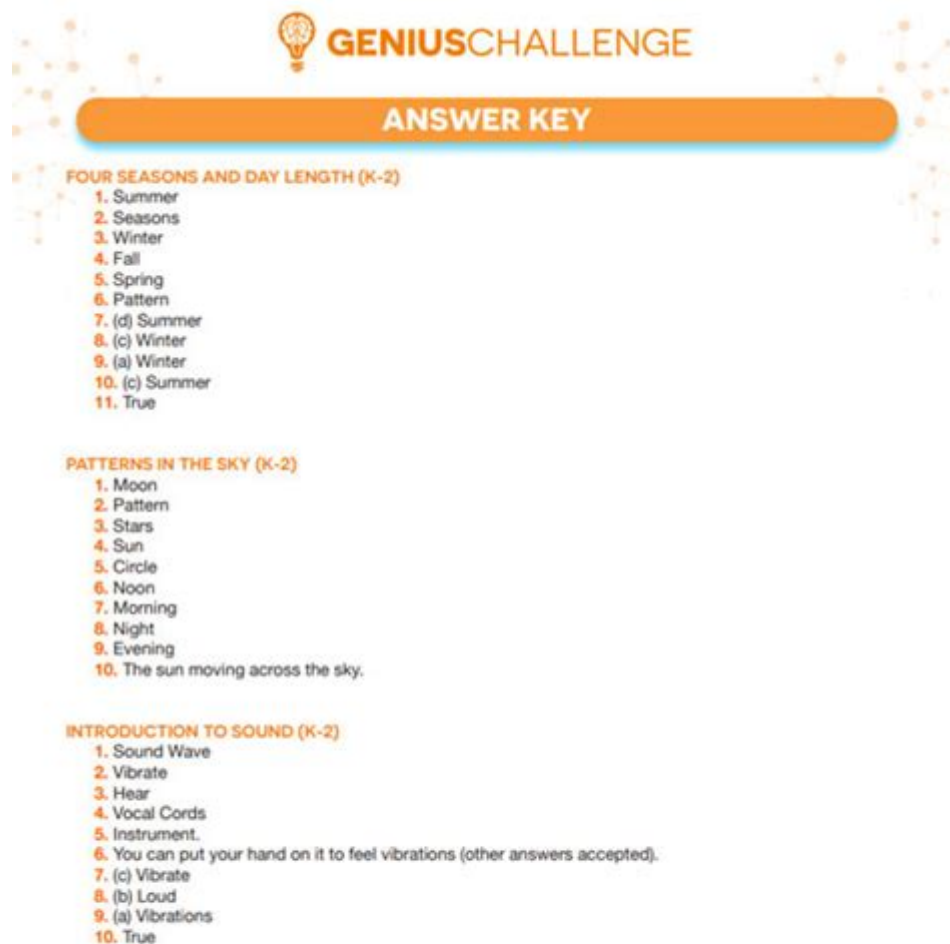 GENIUSCHALLENGE
ANSWER KEY
FOUR SEASONS AND DAY LENGTH (K-2)
1. Summer
2. Seasons
3. Winter
4. Fall
5. Spring
6. Pattern
7. (d) Summer
8. (c) Winter
9. (a) Winter
10. (c) Summer
11. True
PATTERNS IN THE SKY (K-2)
1. Moon
2. Pattern
3. Stars
4. Sun
5. Circle
6. Noon
7. Morning
8. Night
9. Evening
10. The sun moving across the sky.
INTRODUCTION TO SOUND (K-2)
1. Sound Wave
2. Vibrate
3. Hear
4. Vocal Cords
5. Instrument.
6. You can put your hand on it to feel vibrations (other answers accepted).
7. (c) Vibrate
8. (b) Loud
9. (a) Vibrations
10. True